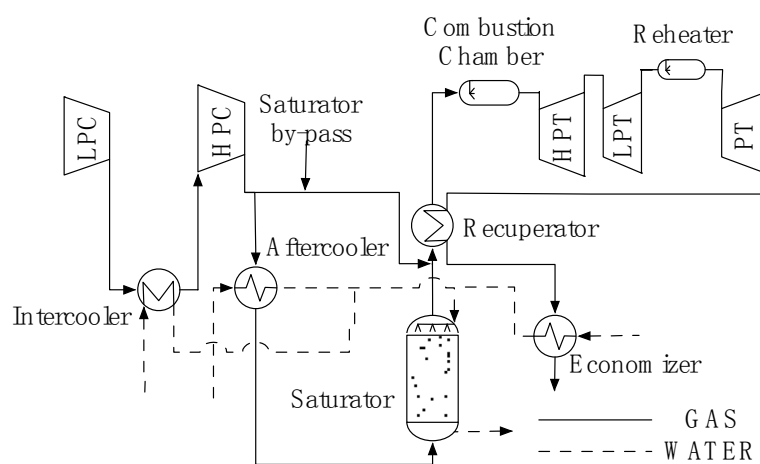 Combustion
Chamber
Reheater
LPC
HPC
Saturator
by-pass
HPT
LPT
PT
Recuperator
Aftercooler
Intercooler
Economizer
Saturator
GAS
WATER